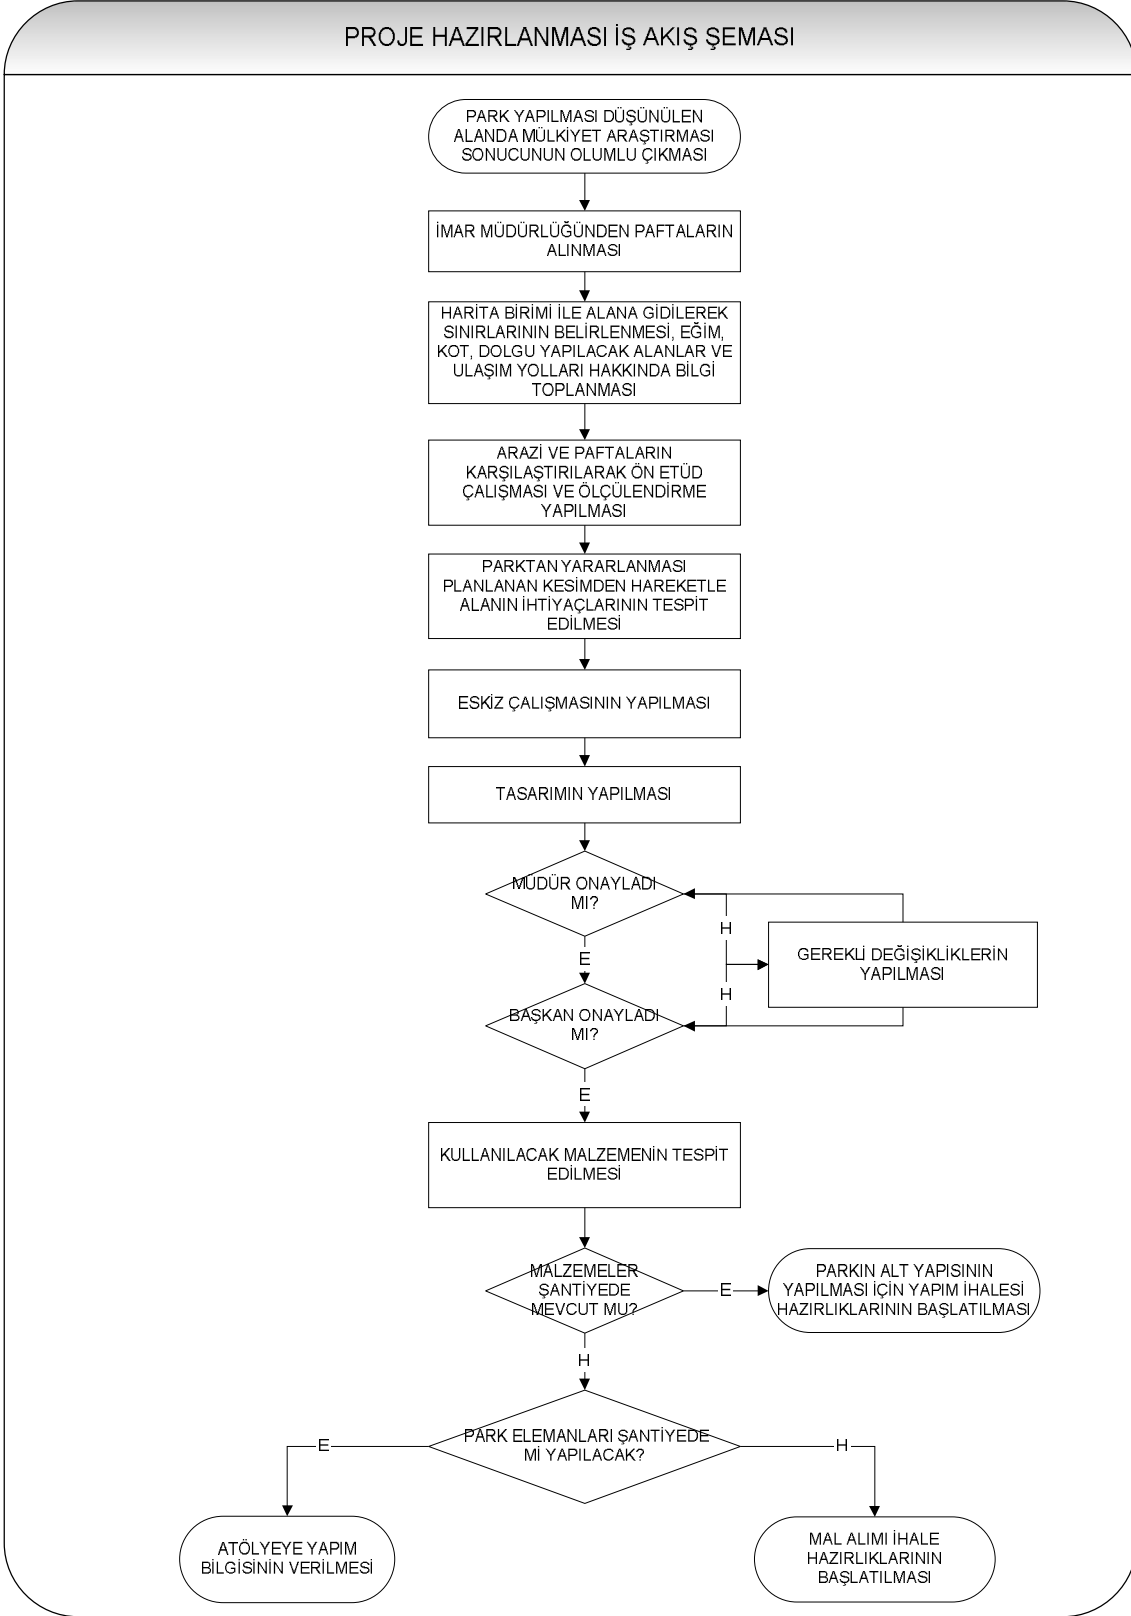 PROJE HAZIRLANMASI İŞ AKIŞ ŞEMASI
PARK YAPILMASI DÜŞÜNÜLEN
ALANDA MÜLKİYET ARAŞTIRMASI
SONUCUNUN OLUMLU ÇIKMASI
İMAR MÜDÜRLÜĞÜNDEN PAFTALARIN
ALINMASI
HARİTA BİRİMİ İLE ALANA GİDİLEREK
SINIRLARININ BELİRLENMESİ, EĞİM,
KOT, DOLGU YAPILACAK ALANLAR VE
ULAŞIM YOLLARI HAKKINDA BİLGİ
TOPLANMASI
ARAZİ VE PAFTALARIN
KARŞILAŞTIRILARAK ÖN ETÜD
ÇALIŞMASI VE ÖLÇÜLENDİRME
YAPILMASI
PARKTAN YARARLANMASI
PLANLANAN KESİMDEN HAREKETLE
ALANIN İHTİYAÇLARININ TESPİT
EDİLMESİ
ESKİZ ÇALIŞMASININ YAPILMASI
TASARIMIN YAPILMASI
MÜDÜR ONAYLADI
MI?
H
GEREKLİ DEĞİŞİKLİKLERİN
YAPILMASI
E
H
BAŞKAN ONAYLADI
MI?
E
KULLANILACAK MALZEMENİN TESPİT
EDİLMESİ
MALZEMELER
ŞANTİYEDE
MEVCUT MU?
E
PARKIN ALT YAPISININ
YAPILMASI İÇİN YAPIM İHALESİ
HAZIRLIKLARININ BAŞLATILMASI
H
PARK ELEMANLARI ŞANTİYEDE
Mİ YAPILACAK?
E
H
ATÖLYEYE YAPIM
BİLGİSİNİN VERİLMESİ
MAL ALIMI İHALE
HAZIRLIKLARININ
BAŞLATILMASI